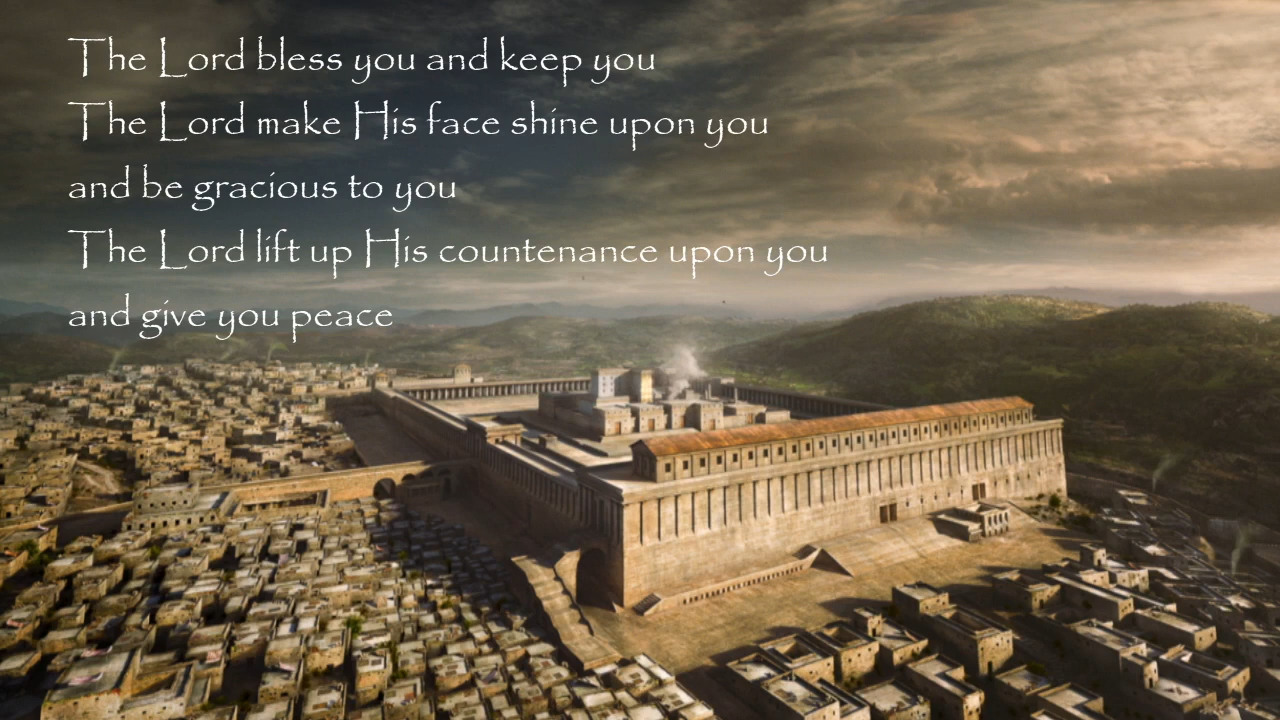 The Lord bless you and keep you
The Lord make His face shine upon you
and be gracious to you
The Lord lift up His countenance upon you
and give you peace